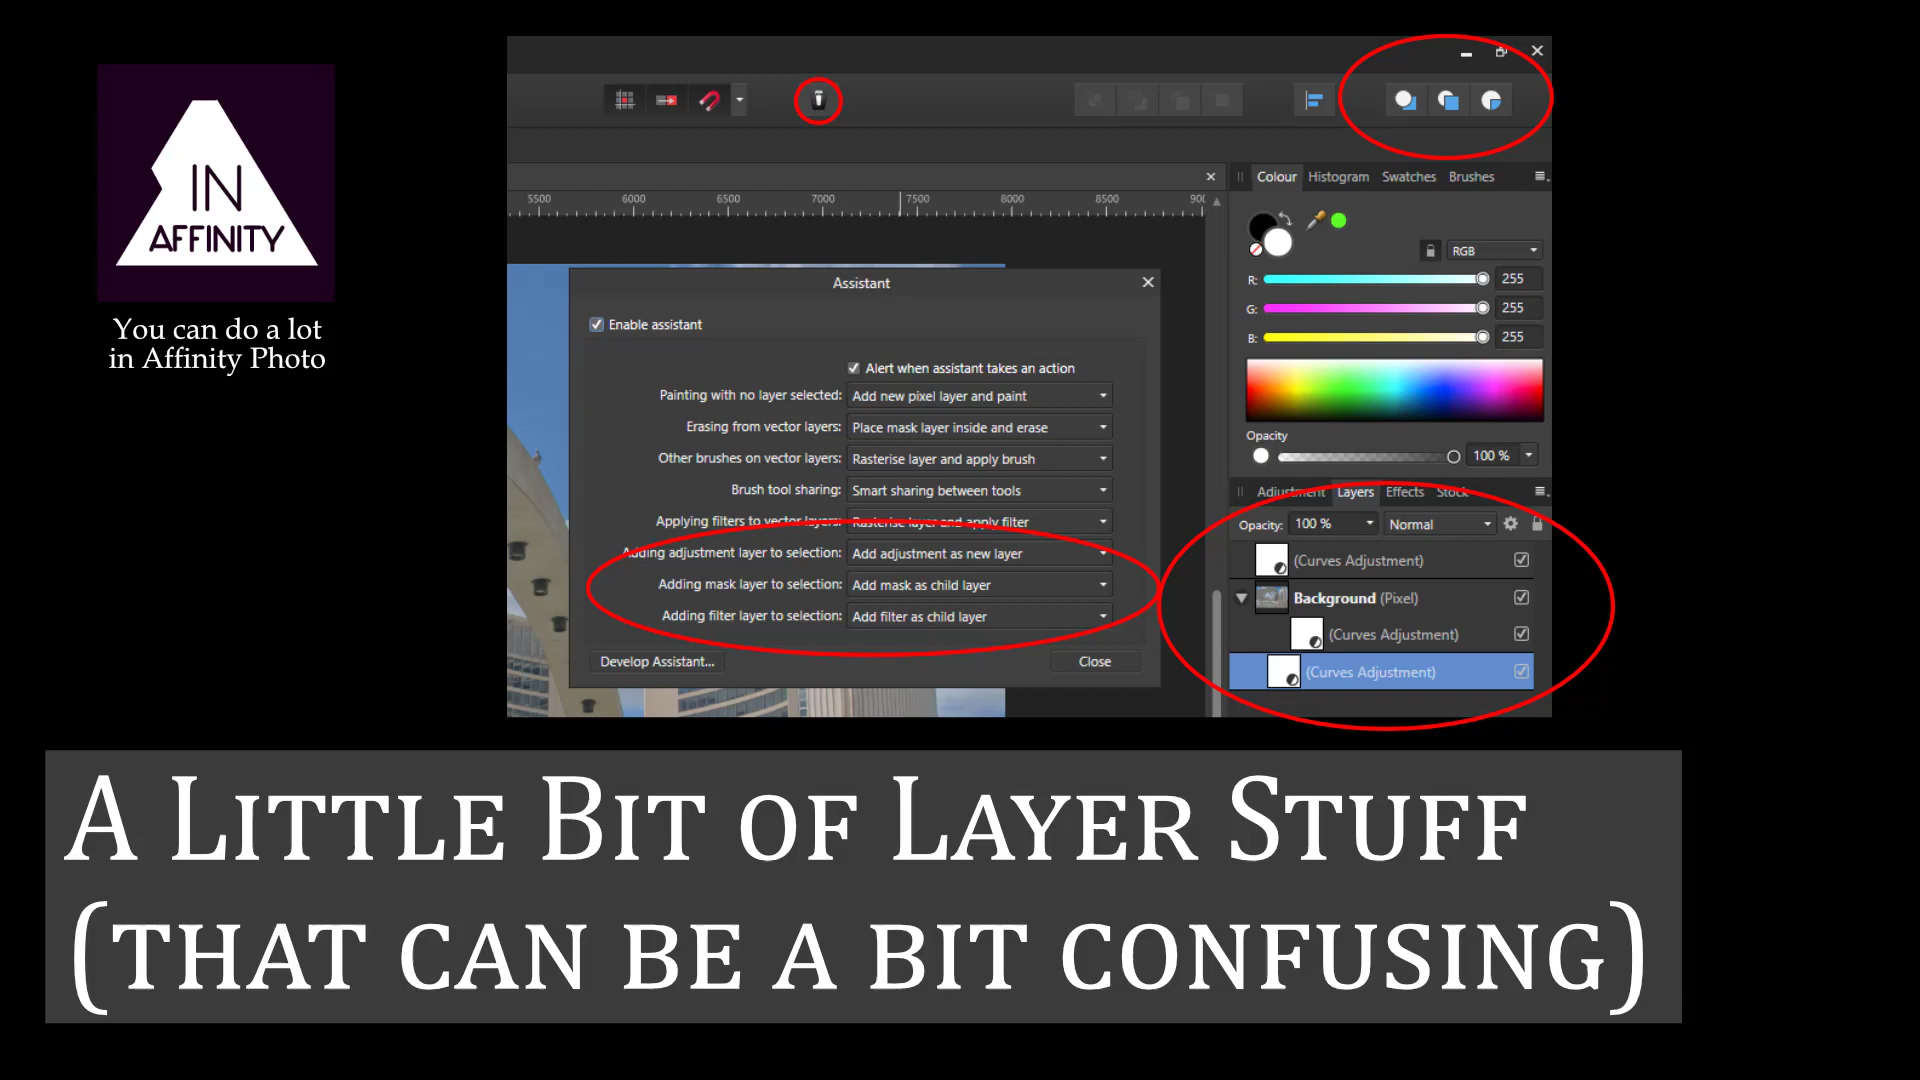 IN
AFFINITY
You can do a lot
in Affinity Photo
Colour Histogram Swatches Brushes
5500 6000 6500 7000 7500 8000 8500 900
RGB
R: 255
G: 255
B: 255
Opacity
100 %
Assistant
Enable assistant
Alert when assistant takes an action
Painting with no layer selected: Add new pixel layer and paint
Erasing from vector layers: Place mask layer inside and erase
Other brushes on vector layers: Rasterise layer and apply brush
Brush tool sharing: Smart sharing between tools
Applying filters to vector layers: Rasterise layer and apply filter
Adding adjustment layer to selection: Add adjustment as new layer
Adding mask layer to selection: Add mask as child layer
Adding filter layer to selection: Add filter as child layer
Develop Assistant... Close
Adjustment Layers Effects Stock
Opacity: 100 % Normal
(Curves Adjustment)
Background (Pixel)
(Curves Adjustment)
(Curves Adjustment)
A Little Bit of Layer Stuff
(that can be a bit confusing)